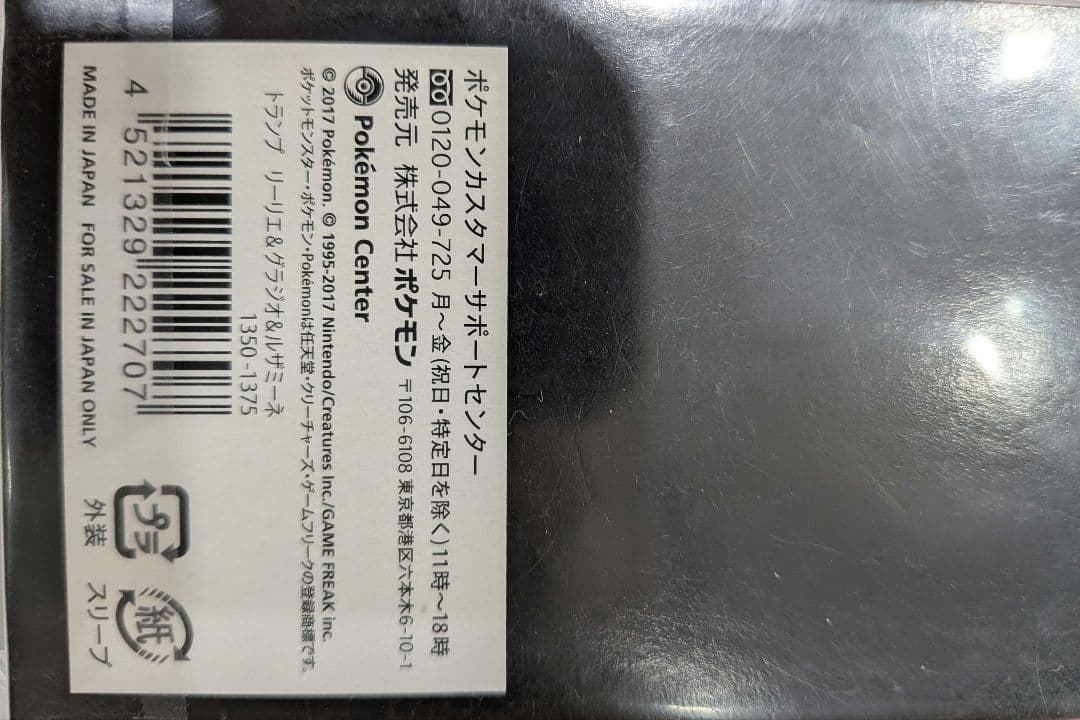 ポケモンカスタマーサポートセンター
0120-049-725 月～金(祝日・特定日を除く)11時～18時
発売元 株式会社ポケモン 〒106-6108 東京都港区六本木6-10-1
Pokémon Center
© 2017 Pokémon. © 1995-2017 Nintendo/Creatures Inc./GAME FREAK inc.
ポケットモンスター・ポケモン・Pokémonは任天堂・クリーチャーズ・ゲームフリークの登録商標です。
トランプ リーリエ&グラジオ&ルザミーネ
1350-1375
4 521329 222707
MADE IN JAPAN FOR SALE IN JAPAN ONLY
プラ
外装
紙
スリーブ